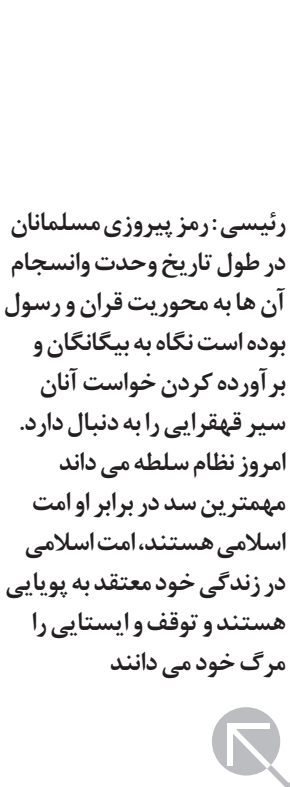 رئیسی : رمز پیروزی مسلمانان
در طول تاریخ وحدت وانسجام
آن ها به محوریت قران و رسول
بوده است نگاه به بیگانگان و
برآورده کردن خواست آنان
سیر قهقرایی را به دنبال دارد.
امروز نظام سلطه می داند
مهمترین سد در برابر او امت
اسلامی هستند، امت اسلامی
در زندگی خود معتقد به پویایی
هستند و توقف و ایستایی را
مرگ خود می دانند